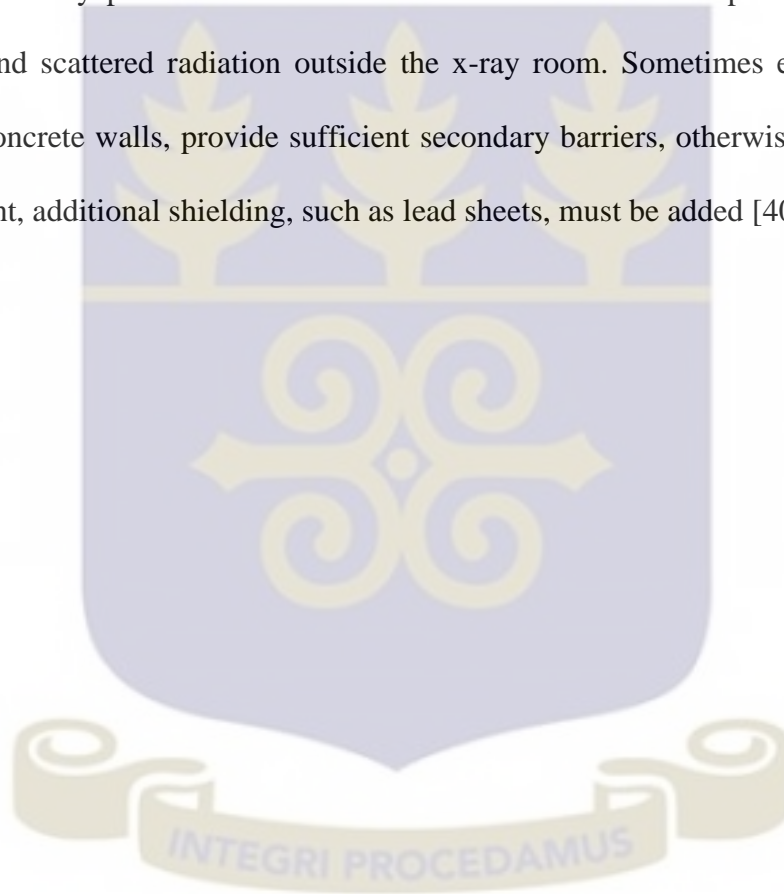 nd scattered radiation outside the x-ray room. Sometimes e
oncrete walls, provide sufficient secondary barriers, otherwis
nt, additional shielding, such as lead sheets, must be added [40
INTEGRI PROCEDAMUS